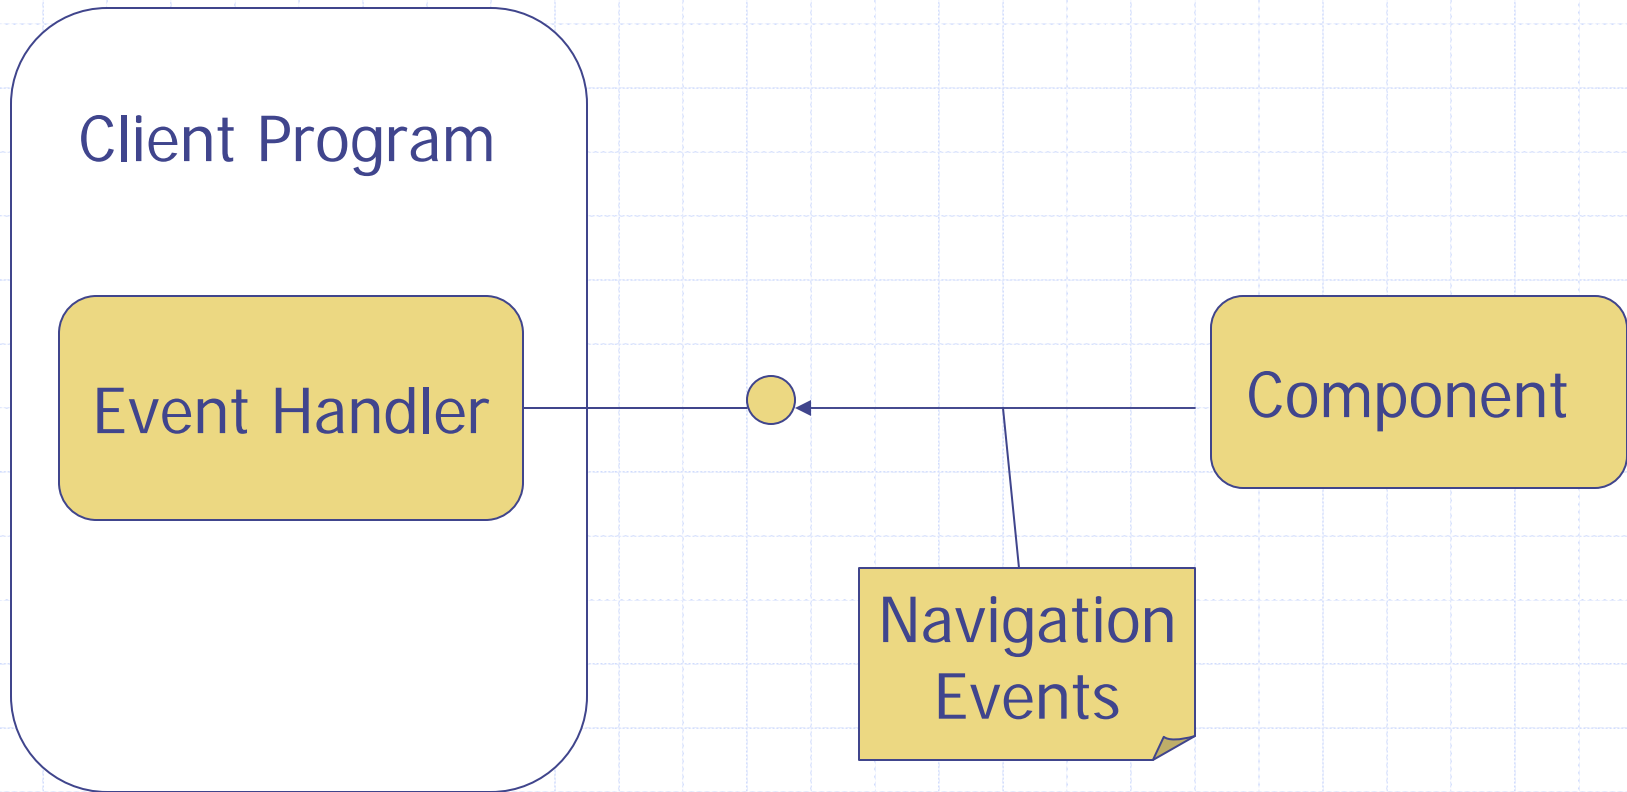 Client Program
Event Handler
Component
Navigation
Events